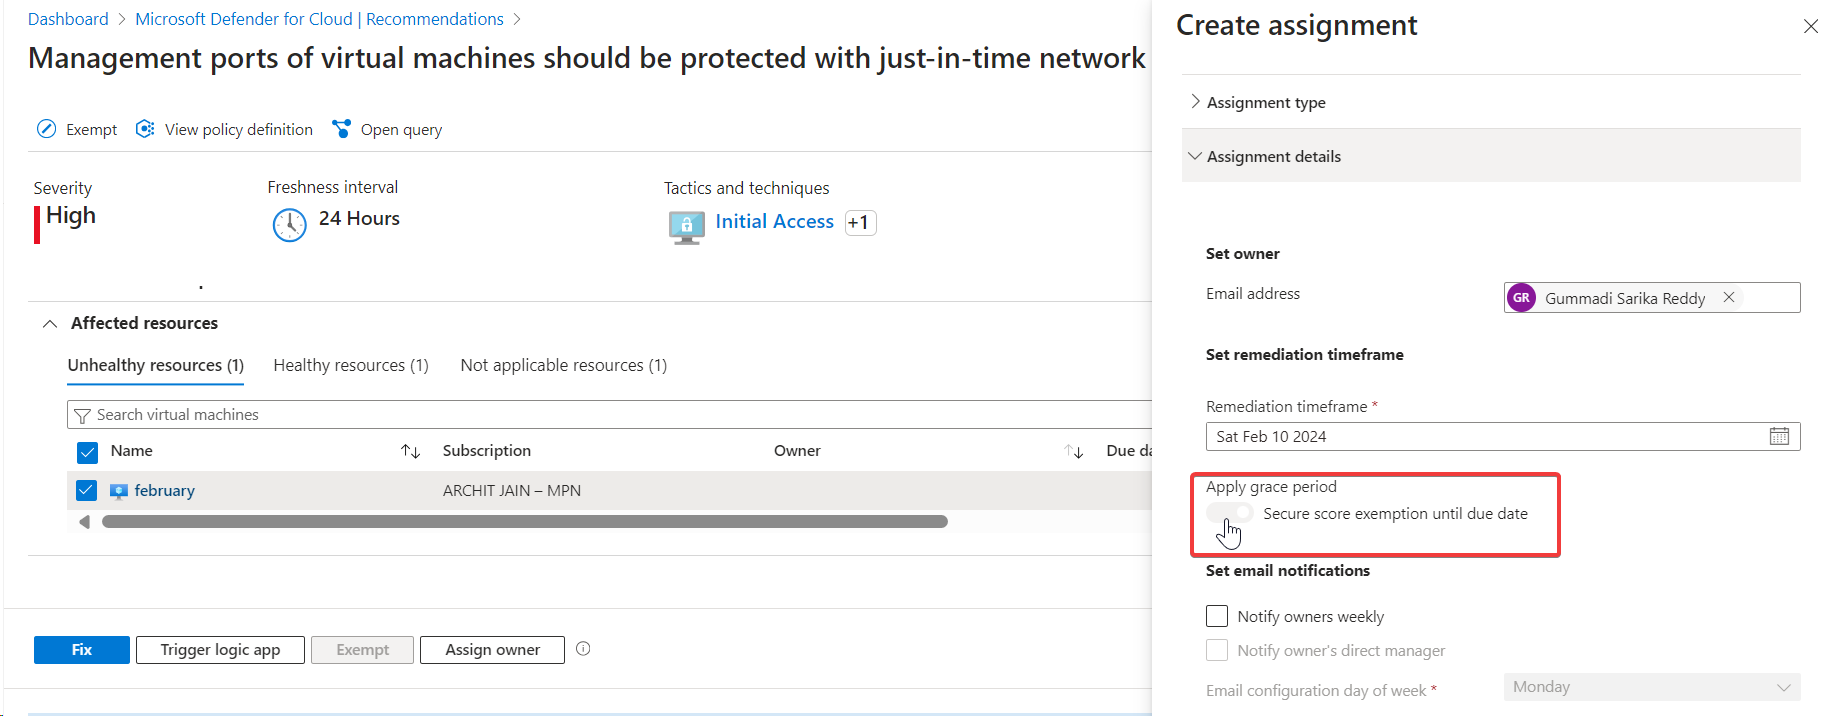 Dashboard > Microsoft Defender for Cloud | Recommendations >
Management ports of virtual machines should be protected with just-in-time network
Exempt View policy definition Open query
Severity
High
Freshness interval
24 Hours
Tactics and techniques
Initial Access +1
.
Affected resources
Unhealthy resources (1) Healthy resources (1) Not applicable resources (1)
Search virtual machines
Name Subscription Owner Due da
february ARCHIT JAIN – MPN
Fix Trigger logic app Exempt Assign owner
Create assignment
Assignment type
Assignment details
Set owner
Email address GR Gummadi Sarika Reddy
Set remediation timeframe
Remediation timeframe *
Sat Feb 10 2024
Apply grace period
Secure score exemption until due date
Set email notifications
Notify owners weekly
Notify owner's direct manager
Email configuration day of week * Monday